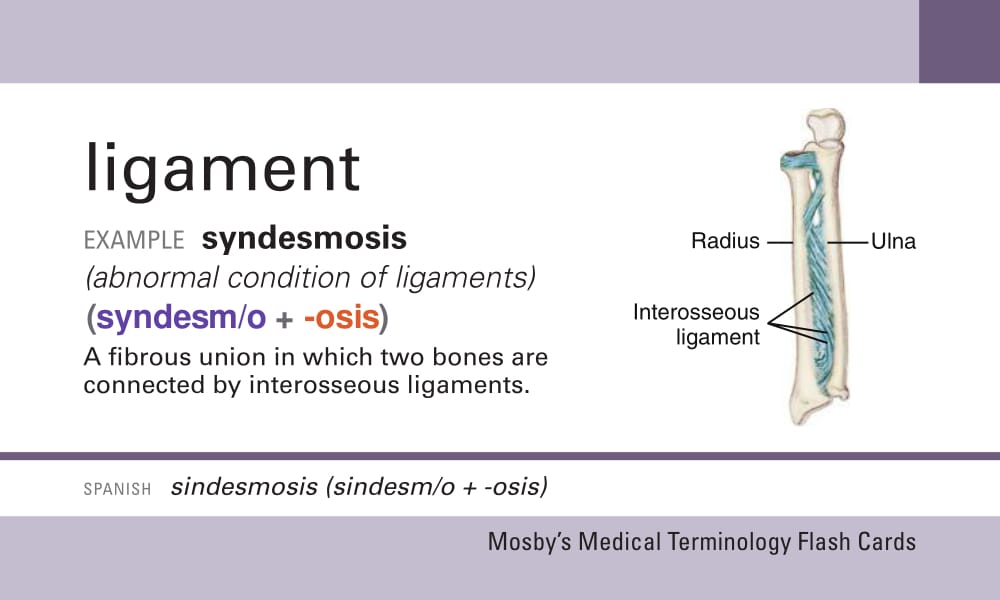 ligament
EXAMPLE syndesmosis
(abnormal condition of ligaments)
(syndesm/o + -osis)
A fibrous union in which two bones are
connected by interosseous ligaments.
Radius
Ulna
Interosseous
ligament
SPANISH sindesmosis (sindesm/o + -osis)
Mosby's Medical Terminology Flash Cards